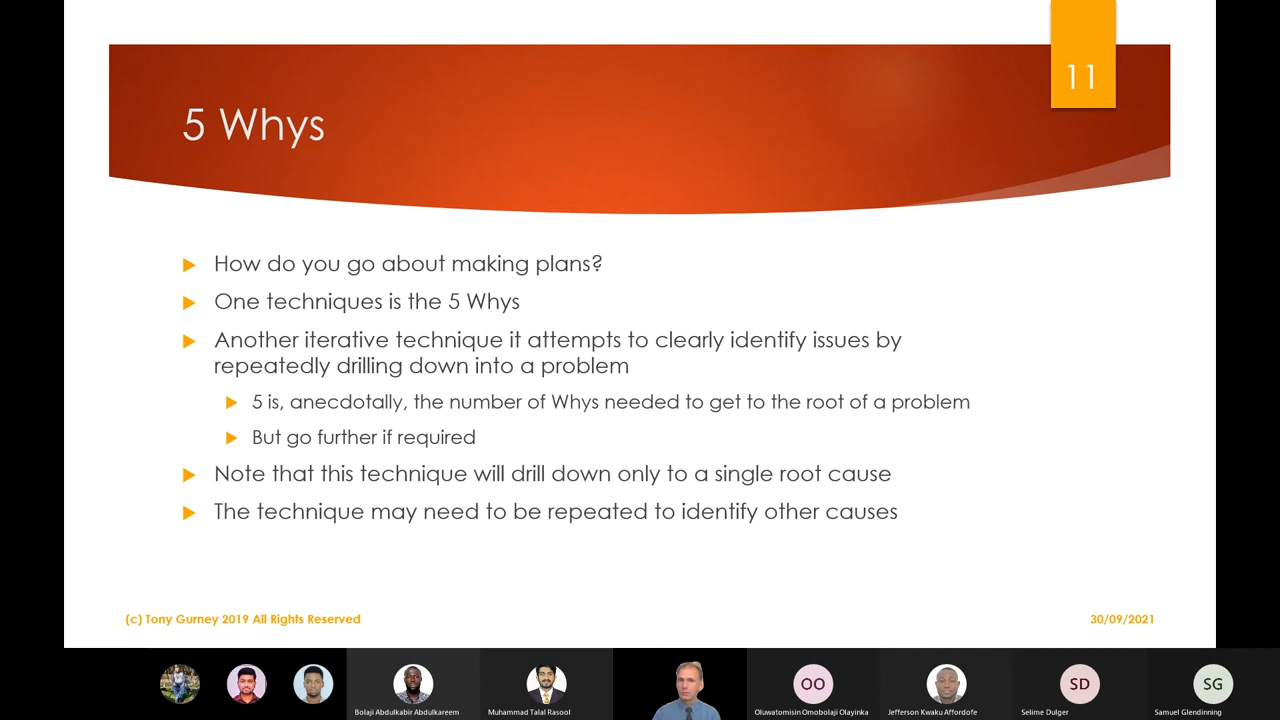 11
5 Whys
How do you go about making plans?
One techniques is the 5 Whys
Another iterative technique it attempts to clearly identify issues by
repeatedly drilling down into a problem
5 is, anecdotally, the number of Whys needed to get to the root of a problem
But go further if required
Note that this technique will drill down only to a single root cause
The technique may need to be repeated to identify other causes
(c) Tony Gurney 2019 All Rights Reserved
30/09/2021
OO
SD
SG
Bolaji Abdulkabir Abdulkareem
Muhammad Talal Rasool
Oluwatomisin Omobolaji Olayinka
Jefferson Kwaku Affordofe
Selime Dulger
Samuel Glendinning